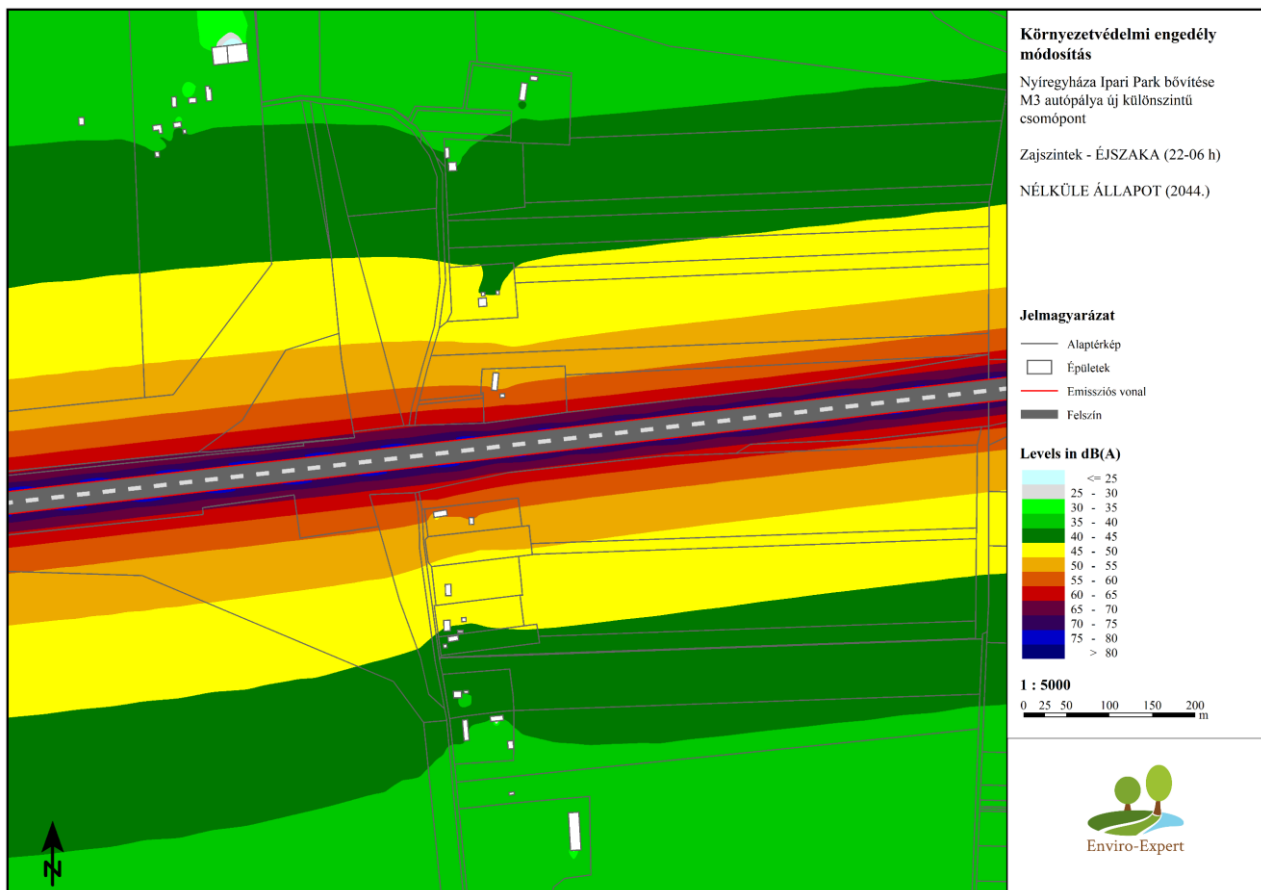 Környezetvédelmi engedély
módosítás
Nyíregyháza Ipari Park bővítése
M3 autópálya új különszintű
csomópont
Zajszintek - ÉJSZAKA (22-06 h)
NÉLKÜLE ÁLLAPOT (2044.)
Jelmagyarázat
Alaptérkép
Épületek
Emissziós vonal
Felszín
Levels in dB(A)
<= 25
25 - 30
30 - 35
35 - 40
40 - 45
45 - 50
50 - 55
55 - 60
60 - 65
65 - 70
70 - 75
75 - 80
> 80
1 : 5000
0 25 50 100 150 200
m
Enviro-Expert
N